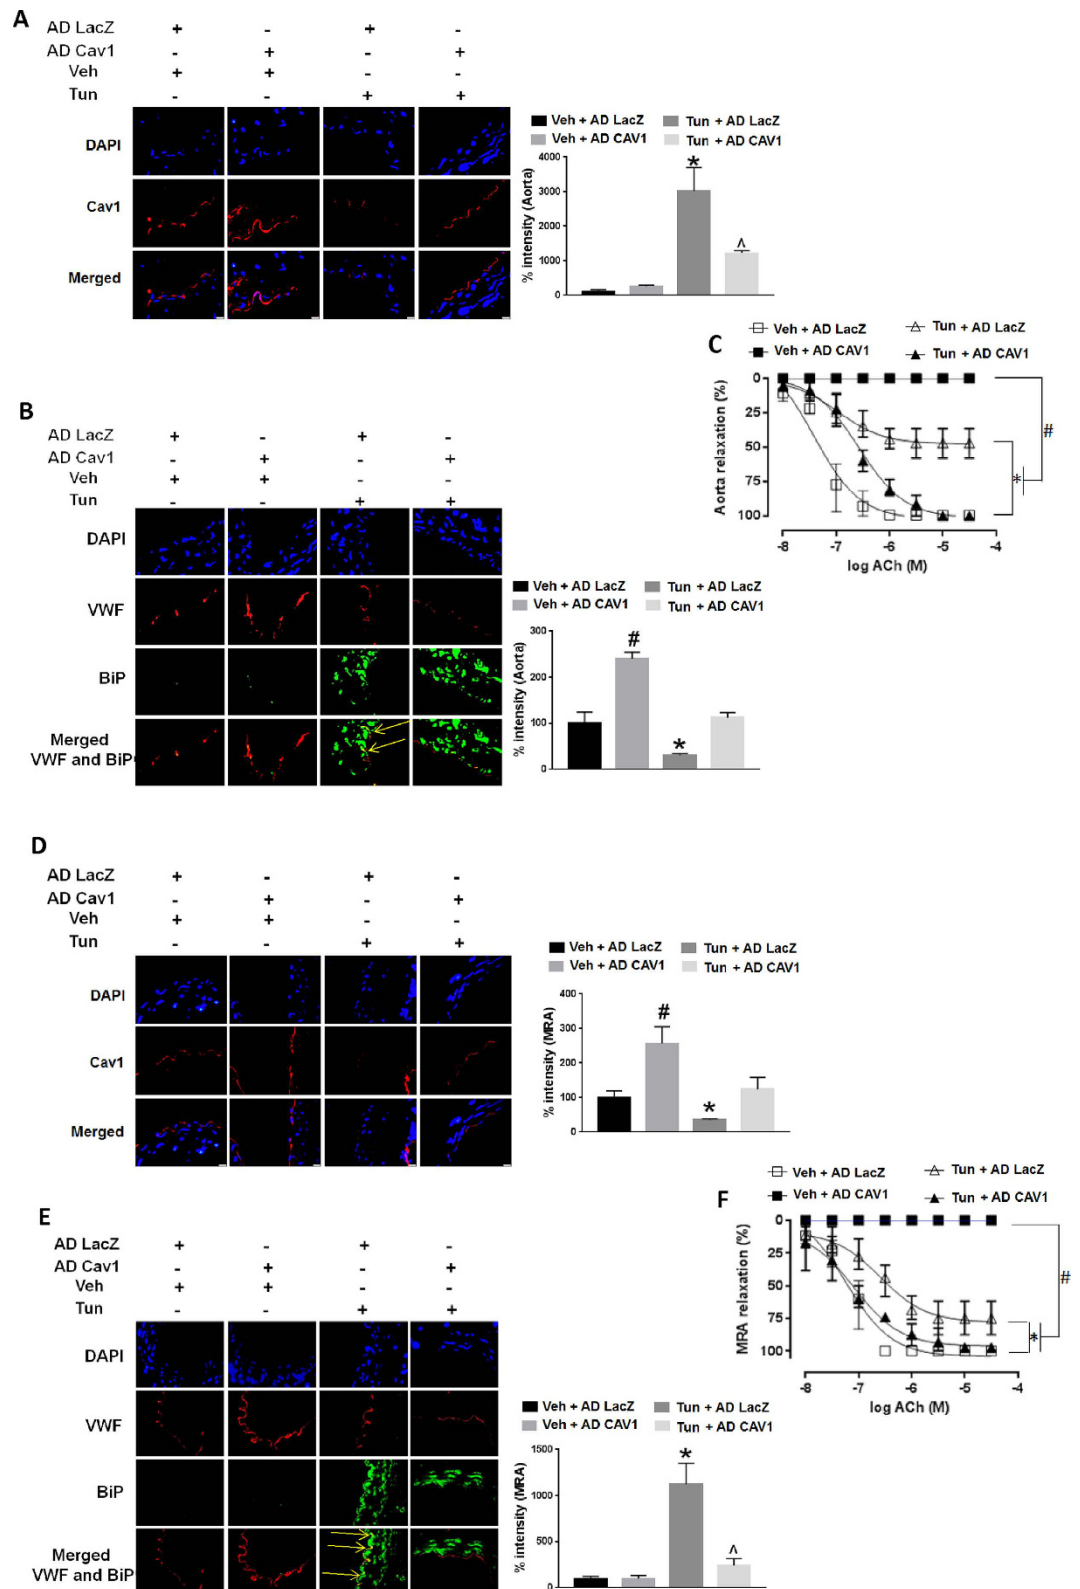 A
AD LacZ + - + -
AD Cav1 - + - +
Veh + + - -
Tun - - + +
DAPI
Cav1
Merged
Veh + AD LacZ Tun + AD LacZ
Veh + AD CAV1 Tun + AD CAV1
% intensity (Aorta)
4000
3000
2000
1000
0
*
^
B
AD LacZ + - + -
AD Cav1 - + - +
Veh + + - -
Tun - - + +
DAPI
VWF
BiP
Merged
VWF and BiP
Veh + AD LacZ Tun + AD LacZ
Veh + AD CAV1 Tun + AD CAV1
% intensity (Aorta)
300
200
100
0
#
*
C
Veh + AD LacZ Tun + AD LacZ
Veh + AD CAV1 Tun + AD CAV1
Aorta relaxation (%)
0
25
50
75
100
-8 -7 -6 -5 -4
log ACh (M)
* #
D
AD LacZ + - + -
AD Cav1 - + - +
Veh + + - -
Tun - - + +
DAPI
Cav1
Merged
Veh + AD LacZ Tun + AD LacZ
Veh + AD CAV1 Tun + AD CAV1
% intensity (MRA)
400
300
200
100
0
#
*
E
AD LacZ + - + -
AD Cav1 - + - +
Veh + + - -
Tun - - + +
DAPI
VWF
BiP
Merged
VWF and BiP
Veh + AD LacZ Tun + AD LacZ
Veh + AD CAV1 Tun + AD CAV1
% intensity (MRA)
1500
1000
500
0
*
^
F
Veh + AD LacZ Tun + AD LacZ
Veh + AD CAV1 Tun + AD CAV1
MRA relaxation (%)
0
25
50
75
100
-8 -7 -6 -5 -4
log ACh (M)
* #